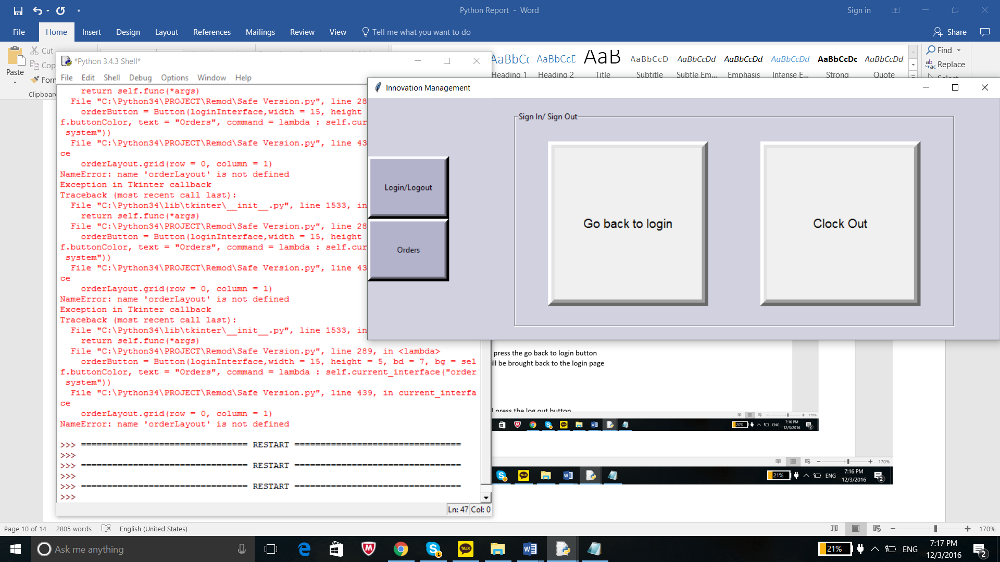 Python Report - Word
Sign in
File Home Insert Design Layout References Mailings Review View Tell me what you want to do
Share
Cut
Paste
Clipboard
AaBbCc AaBbCcD AaB AaBbCcD AaBbCcDd AaBbCcDd AaBbCcDd AaBbCcDc AaBbCcDd
Heading 1 Heading 2 Title Subtitle Subtle Em... Emphasis Intense E... Strong Quote
Find
Replace
*Python 3.4.3 Shell*
File Edit Shell Debug Options Window Help
return self.func(*args)
File "C:\Python34\PROJECT\Remod\Safe Version.py", line 28
orderButton = Button(loginInterface,width = 15, height
f.buttonColor, text = "Orders", command = lambda : self.cur
system"))
File "C:\Python34\PROJECT\Remod\Safe Version.py", line 43
ce
orderLayout.grid(row = 0, column = 1)
NameError: name 'orderLayout' is not defined
Exception in Tkinter callback
Traceback (most recent call last):
File "C:\Python34\lib\tkinter\__init__.py", line 1533, in
return self.func(*args)
File "C:\Python34\PROJECT\Remod\Safe Version.py", line 28
orderButton = Button(loginInterface,width = 15, height
f.buttonColor, text = "Orders", command = lambda : self.cur
system"))
File "C:\Python34\PROJECT\Remod\Safe Version.py", line 43
ce
orderLayout.grid(row = 0, column = 1)
NameError: name 'orderLayout' is not defined
Exception in Tkinter callback
Traceback (most recent call last):
File "C:\Python34\lib\tkinter\__init__.py", line 1533, in
return self.func(*args)
File "C:\Python34\PROJECT\Remod\Safe Version.py", line 289, in <lambda>
orderButton = Button(loginInterface,width = 15, height = 5, bd = 7, bg = sel
f.buttonColor, text = "Orders", command = lambda : self.current_interface("order
system"))
File "C:\Python34\PROJECT\Remod\Safe Version.py", line 439, in current_interfa
ce
orderLayout.grid(row = 0, column = 1)
NameError: name 'orderLayout' is not defined
>>> ================================ RESTART ================================
>>>
>>> ================================ RESTART ================================
>>>
>>> ================================ RESTART ================================
>>>
Ln: 47 Col: 0
Innovation Management
Sign In/ Sign Out
Login/Logout
Orders
Go back to login
Clock Out
press the go back to login button
ill be brought back to the login page
press the log out button
170%
20% ENG 7:16 PM
12/3/2016
2
170%
TALK
21% ENG 7:16 PM
12/3/2016
2
Page 10 of 14 2805 words English (United States)
170%
Ask me anything
TALK
21% ENG 7:17 PM
12/3/2016
2